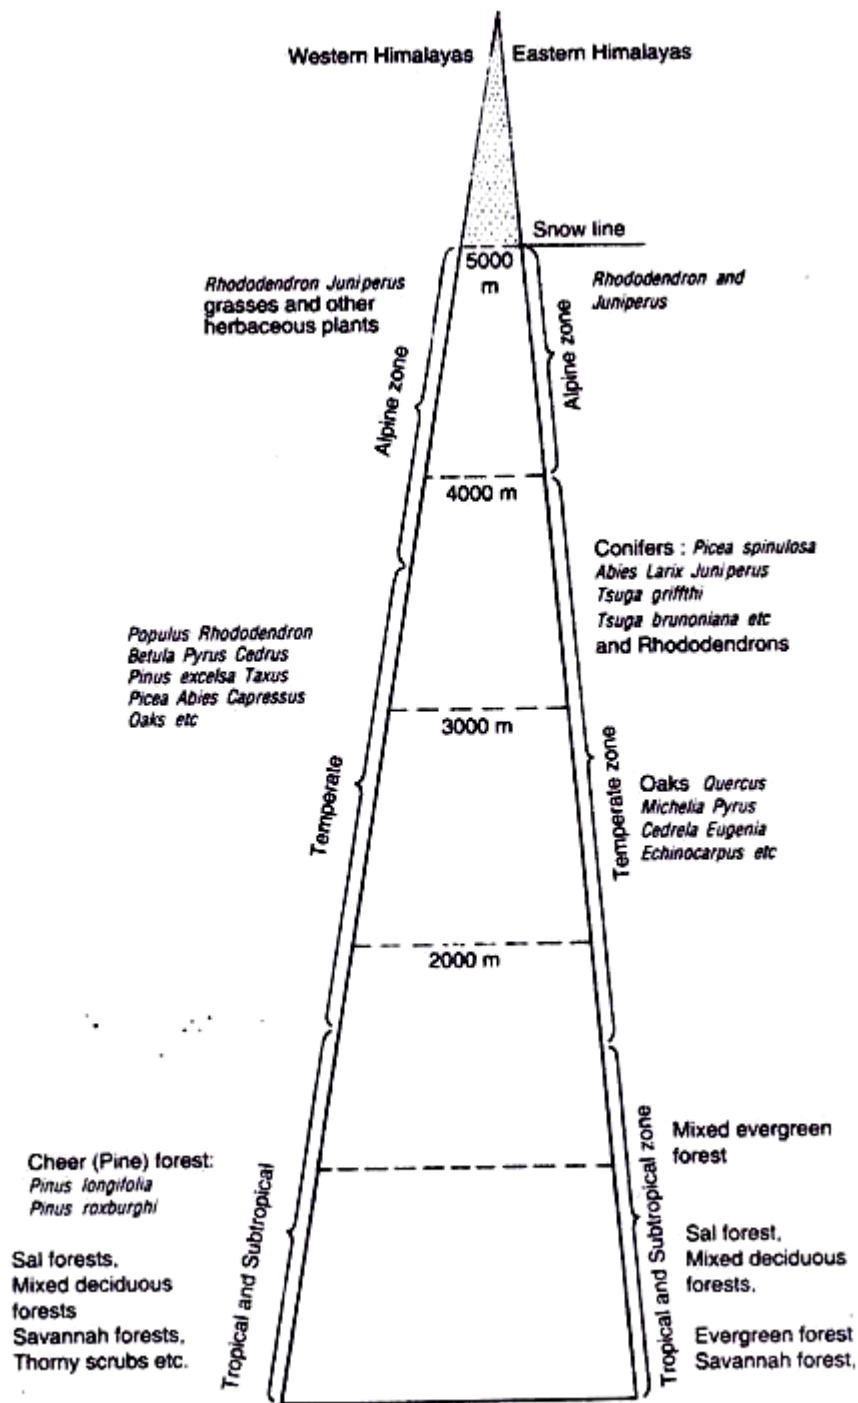 Western Himalayas
Eastern Himalayas
Snow line
5000
m
Rhododendron Juniperus
grasses and other
herbaceous plants
Rhododendron and
Juniperus
Alpine zone
Alpine zone
4000 m
Conifers : Picea spinulosa
Abies Larix Juniperus
Tsuga griffthi
Tsuga brunoniana etc
and Rhododendrons
Populus Rhododendron
Betula Pyrus Cedrus
Pinus excelsa Taxus
Picea Abies Capressus
Oaks etc
3000 m
Temperate
Temperate zone
Oaks Quercus
Michelia Pyrus
Cedrela Eugenia
Echinocarpus etc
2000 m
Cheer (Pine) forest:
Pinus longifolia
Pinus roxburghi
Sal forests,
Mixed deciduous
forests
Savannah forests,
Thorny scrubs etc.
Tropical and Subtropical
Tropical and Subtropical zone
Mixed evergreen
forest
Sal forest,
Mixed deciduous
forests,
Evergreen forest
Savannah forest,